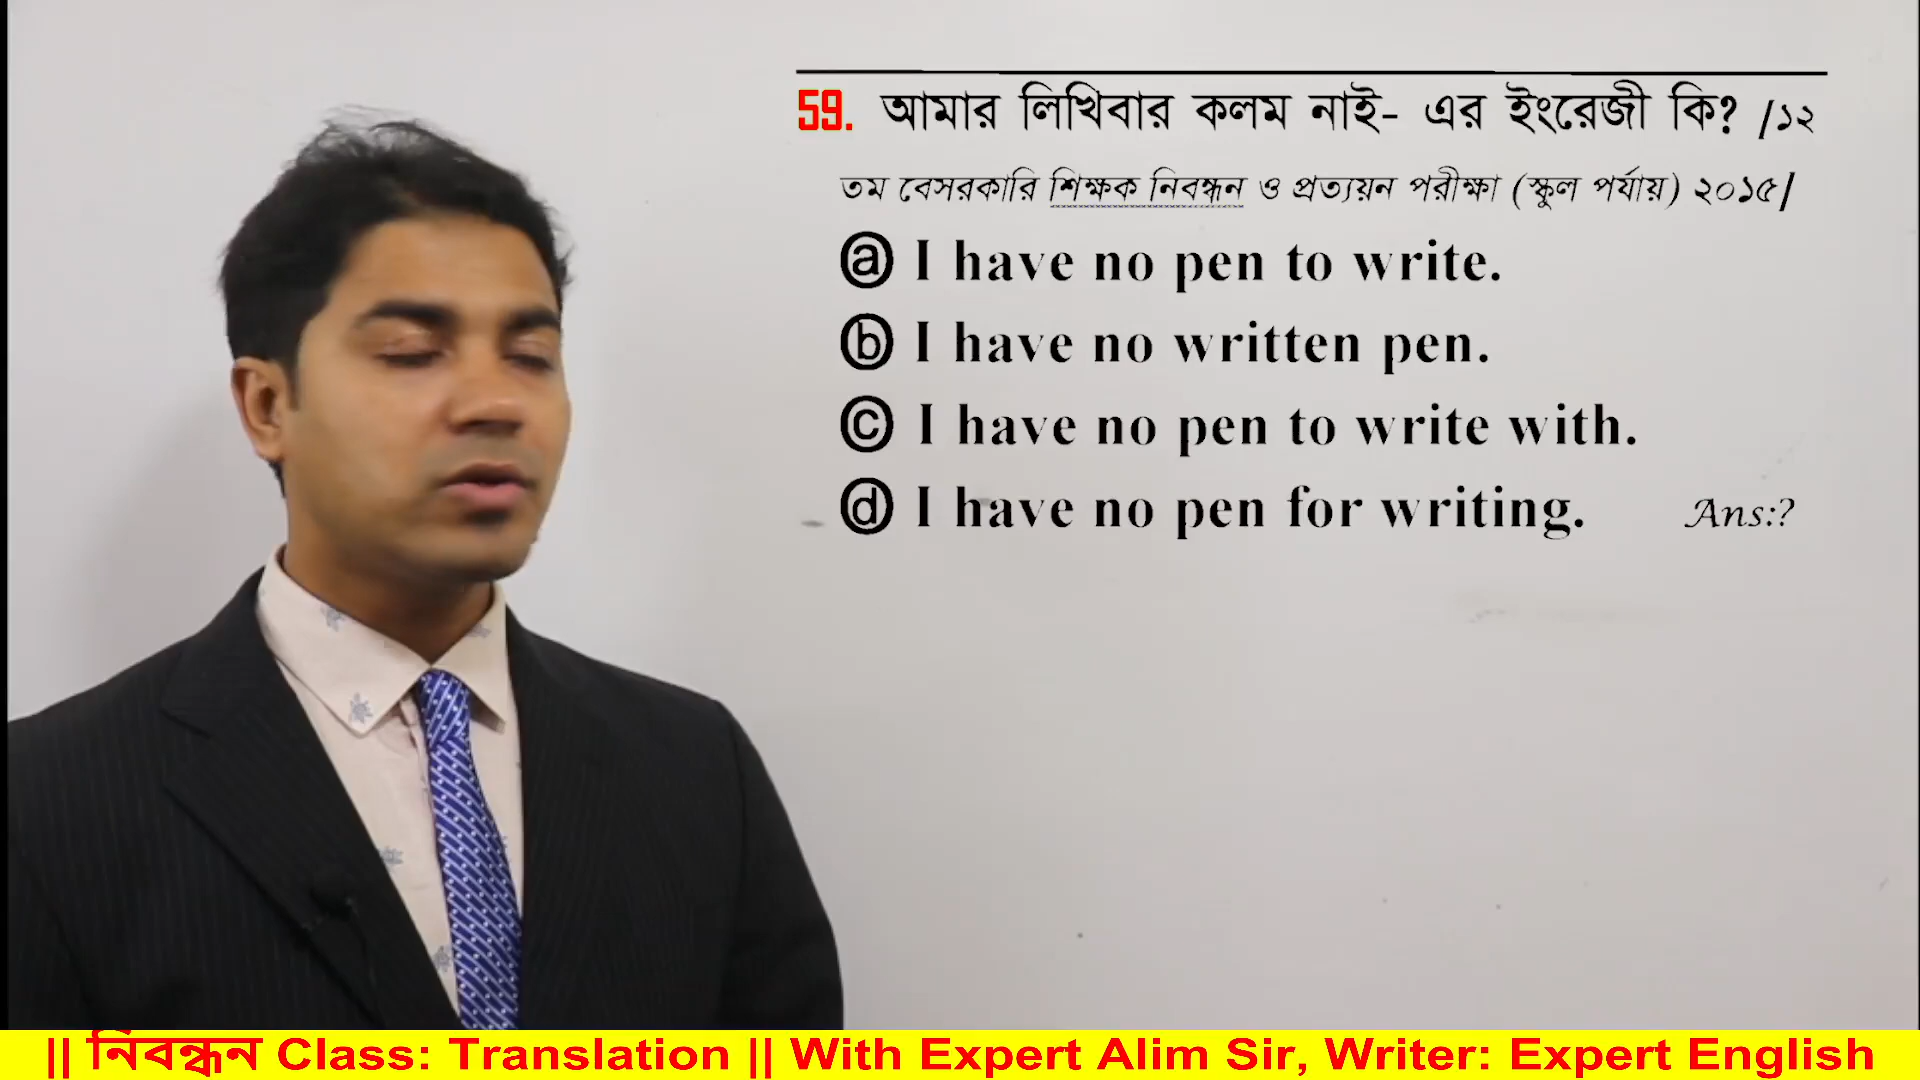 59. আমার লিখিবার কলম নাই- এর ইংরেজী কি? /১২
তম বেসরকারি শিক্ষক নিবন্ধন ও প্রত্যয়ন পরীক্ষা (স্কুল পর্যায়) ২০১৫/
ⓐ I have no pen to write.
ⓑ I have no written pen.
ⓒ I have no pen to write with.
ⓓ I have no pen for writing. Ans:?
|| নিবন্ধন Class: Translation || With Expert Alim Sir, Writer: Expert English